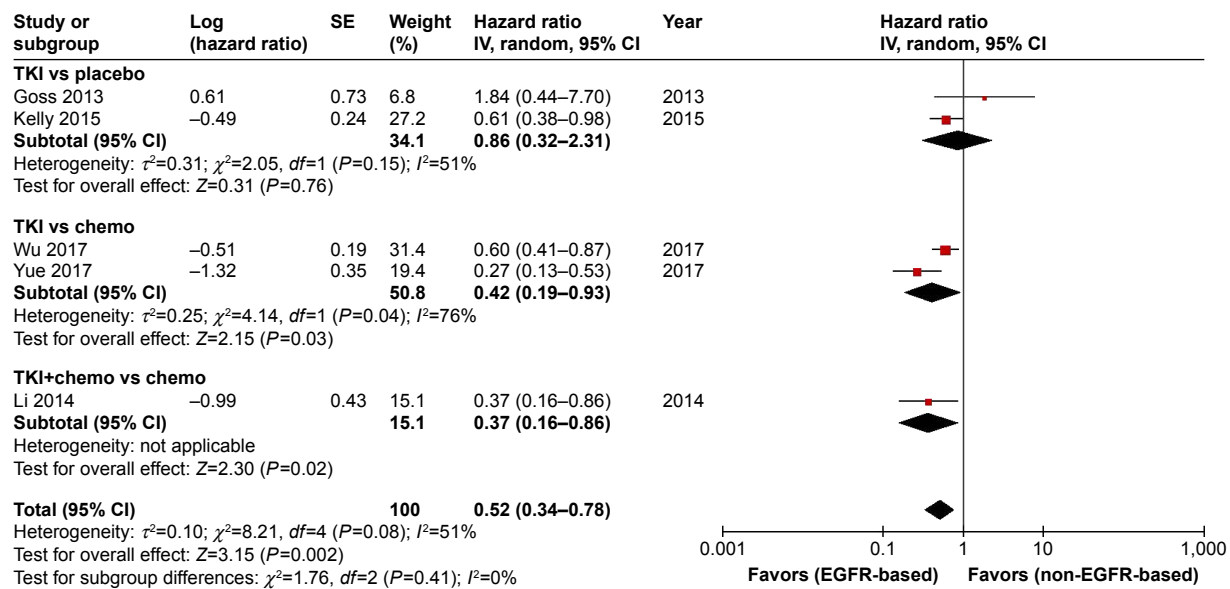 Study or subgroup Log (hazard ratio) SE Weight (%) Hazard ratio IV, random, 95% CI Year Hazard ratio IV, random, 95% CI
TKI vs placebo
Goss 2013 0.61 0.73 6.8 1.84 (0.44–7.70) 2013
Kelly 2015 –0.49 0.24 27.2 0.61 (0.38–0.98) 2015
Subtotal (95% CI) 34.1 0.86 (0.32–2.31)
Heterogeneity: τ²=0.31; χ²=2.05, df=1 (P=0.15); I²=51%
Test for overall effect: Z=0.31 (P=0.76)
TKI vs chemo
Wu 2017 –0.51 0.19 31.4 0.60 (0.41–0.87) 2017
Yue 2017 –1.32 0.35 19.4 0.27 (0.13–0.53) 2017
Subtotal (95% CI) 50.8 0.42 (0.19–0.93)
Heterogeneity: τ²=0.25; χ²=4.14, df=1 (P=0.04); I²=76%
Test for overall effect: Z=2.15 (P=0.03)
TKI+chemo vs chemo
Li 2014 –0.99 0.43 15.1 0.37 (0.16–0.86) 2014
Subtotal (95% CI) 15.1 0.37 (0.16–0.86)
Heterogeneity: not applicable
Test for overall effect: Z=2.30 (P=0.02)
Total (95% CI) 100 0.52 (0.34–0.78)
Heterogeneity: τ²=0.10; χ²=8.21, df=4 (P=0.08); I²=51%
Test for overall effect: Z=3.15 (P=0.002)
Test for subgroup differences: χ²=1.76, df=2 (P=0.41); I²=0%
0.001 0.1 1 10 1,000
Favors (EGFR-based) Favors (non-EGFR-based)